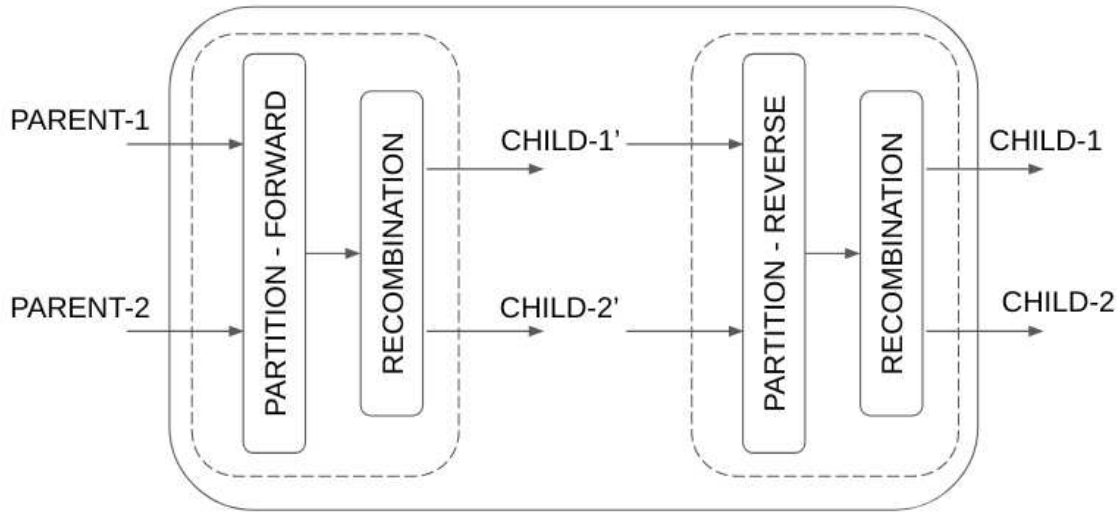 PARENT-1
PARENT-2
PARTITION - FORWARD
RECOMBINATION
CHILD-1’
CHILD-2’
PARTITION - REVERSE
RECOMBINATION
CHILD-1
CHILD-2